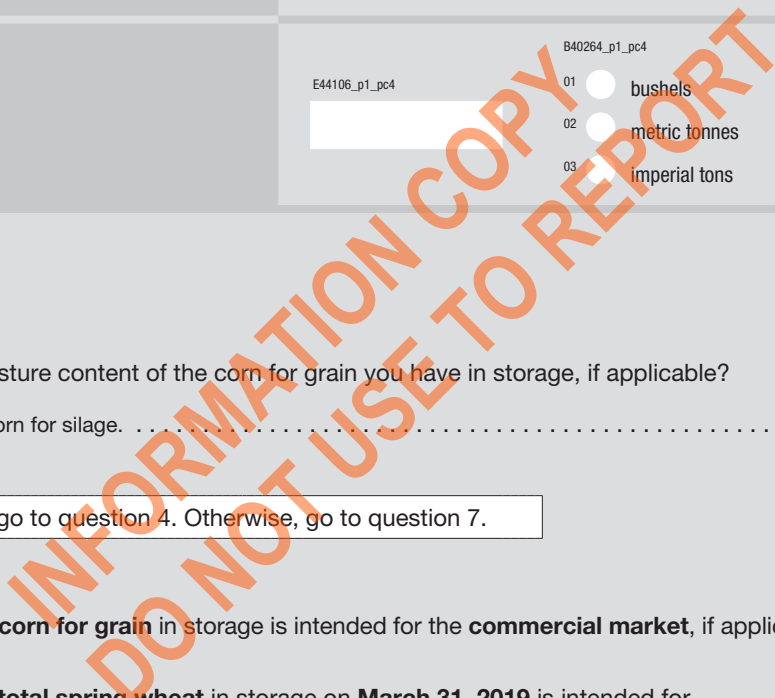 B40264_p1_pc4
E44106_p1_pc4
01 bushels
02 metric tonnes
03 imperial tons
sture content of the corn for grain you have in storage, if applicable?
orn for silage. . . . . . . . . . . . . . . . . . . . . . . . . . . . . . . . . . . . . . . . . . . . . . . . . . . .
go to question 4. Otherwise, go to question 7.
corn for grain in storage is intended for the commercial market, if applic
total spring wheat in storage on March 31, 2019 is intended for
INFORMATION COPY
DO NOT USE TO REPORT